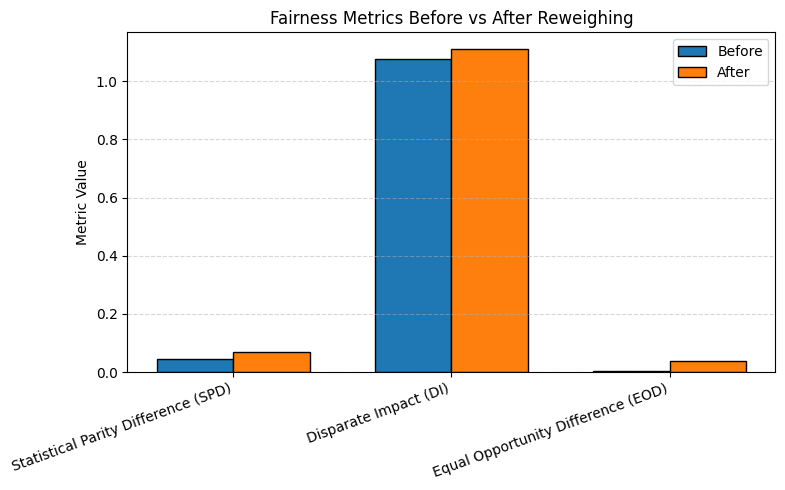 Fairness Metrics Before vs After Reweighing
Before
After
Metric Value
1.0
0.8
0.6
0.4
0.2
0.0
Statistical Parity Difference (SPD)
Disparate Impact (DI)
Equal Opportunity Difference (EOD)